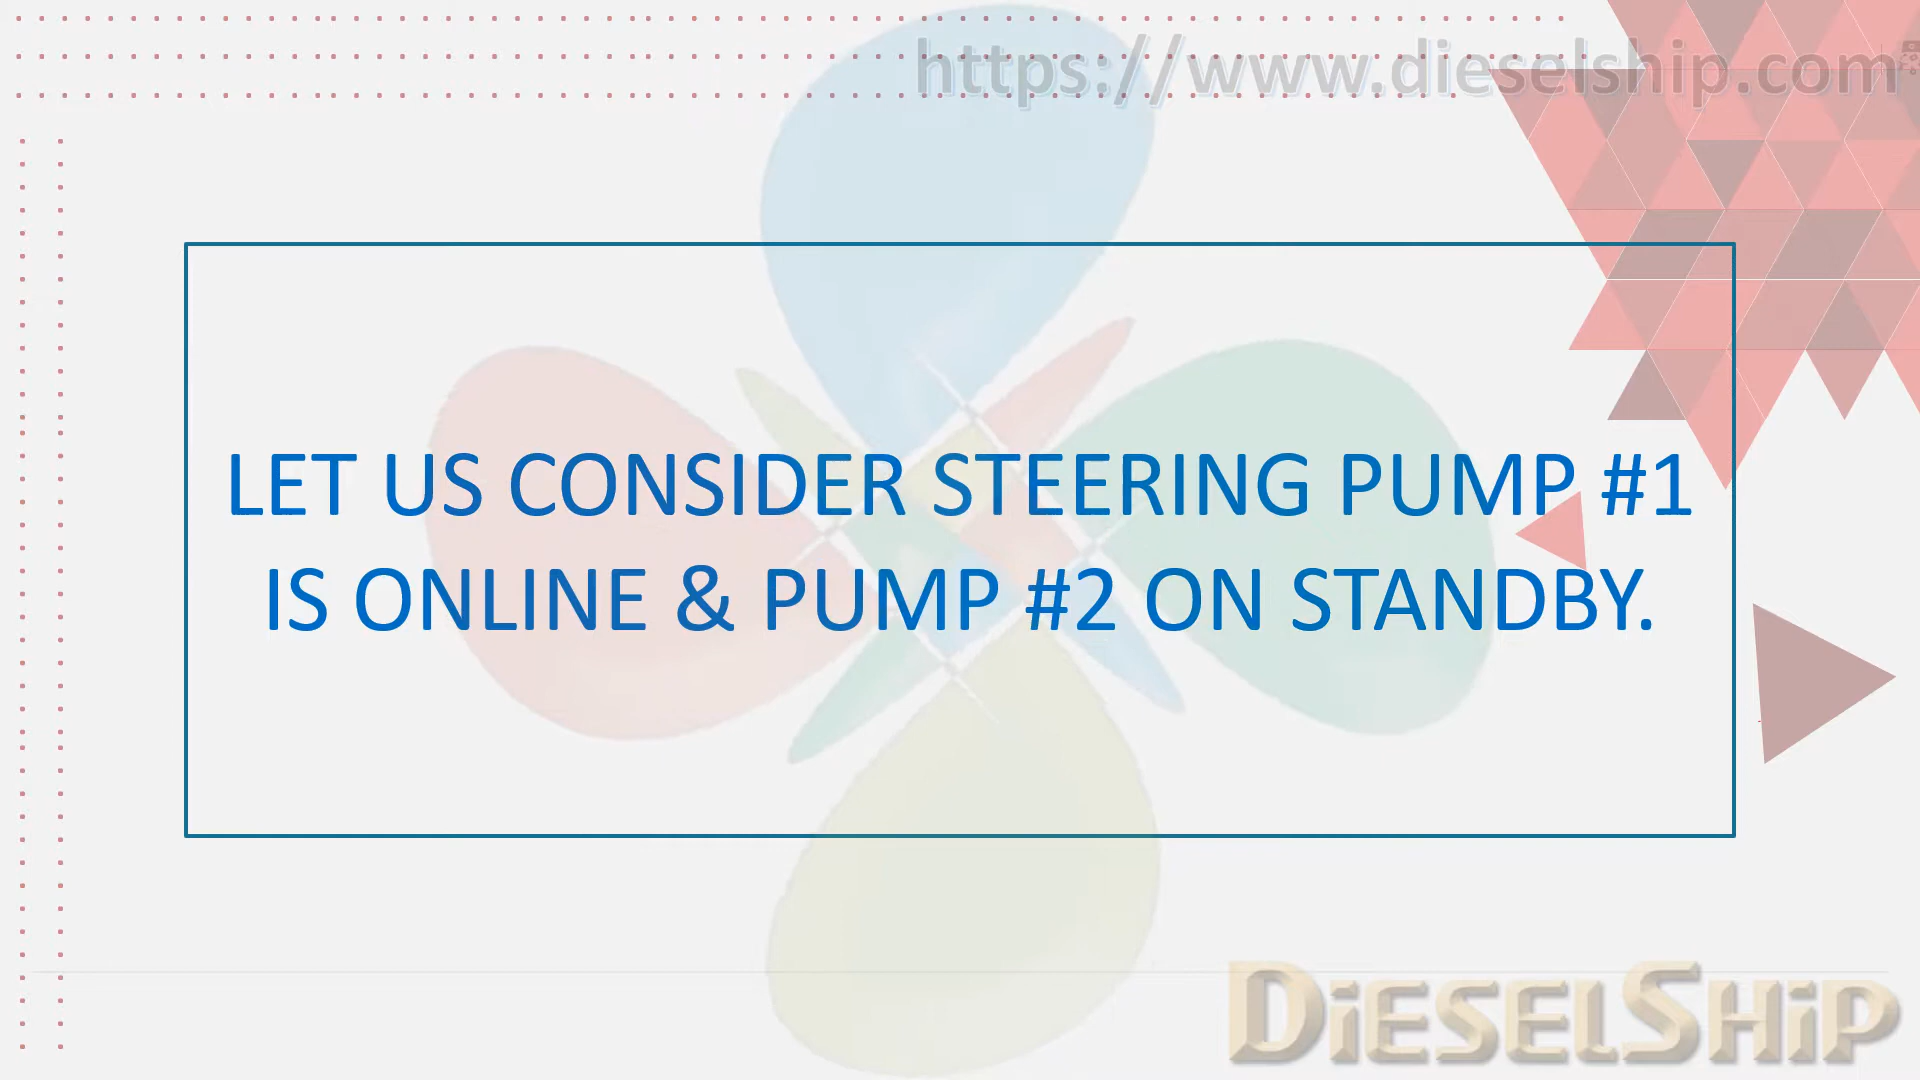 https://www.dieselship.com
LET US CONSIDER STEERING PUMP #1
IS ONLINE & PUMP #2 ON STANDBY.
DiESELSHiP